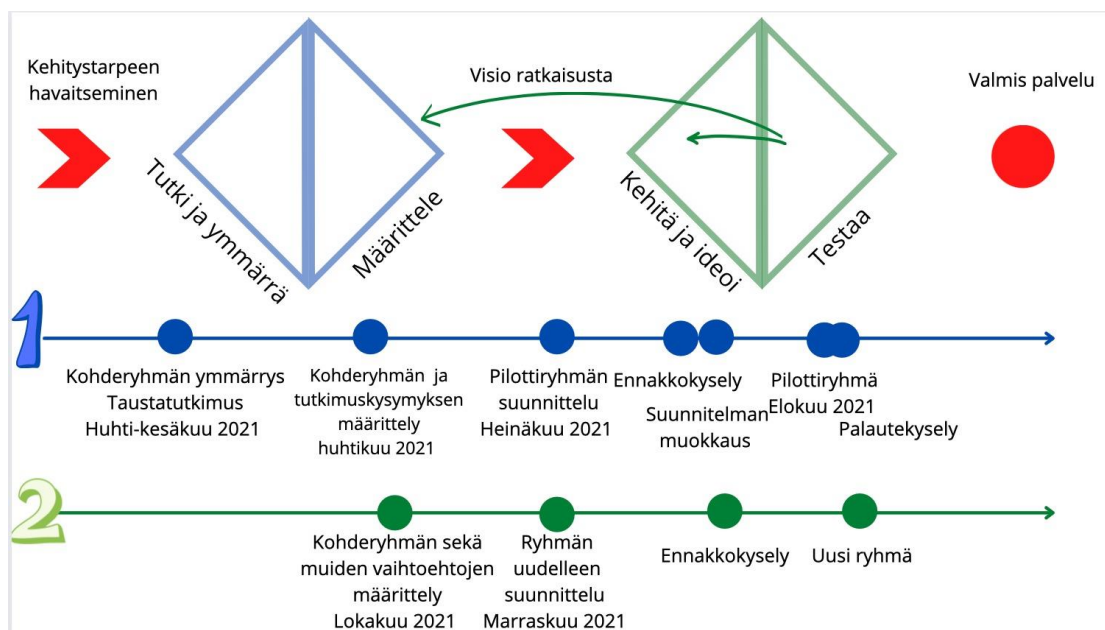 Kehitystarpeen
havaitseminen
Visio ratkaisusta
Valmis palvelu
Tutki ja ymmärrä
Määrittele
Kehitä ja ideoi
Testaa
1
Kohderyhmän ymmärrys
Taustatutkimus
Huhti-kesäkuu 2021
Kohderyhmän ja
tutkimuskysymyksen
määrittely
huhtikuu 2021
Pilottiryhmän
suunnittelu
Heinäkuu 2021
Ennakkokysely
Suunnitelman
muokkaus
Pilottiryhmä
Elokuu 2021
Palautekysely
2
Kohderyhmän sekä
muiden vaihtoehtojen
määrittely
Lokakuu 2021
Ryhmän
uudelleen
suunnittelu
Marraskuu 2021
Ennakkokysely
Uusi ryhmä